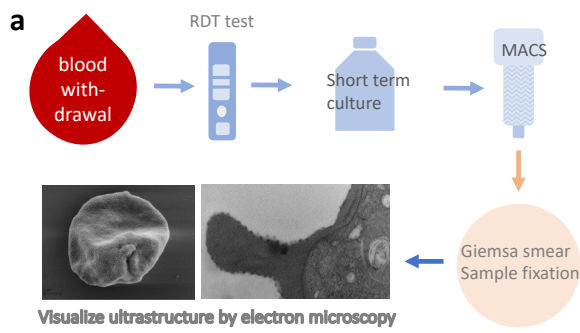 a
RDT test
blood
with-
drawal
Short term
culture
MACS
Giemsa smear
Sample fixation
Visualize ultrastructure by electron microscopy